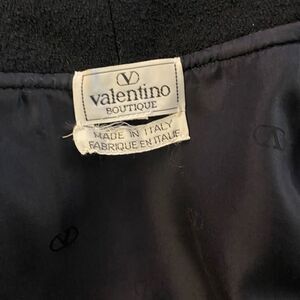 valentino
BOUTIQUE
MADE IN ITALY
FABRIQUE EN ITALIE